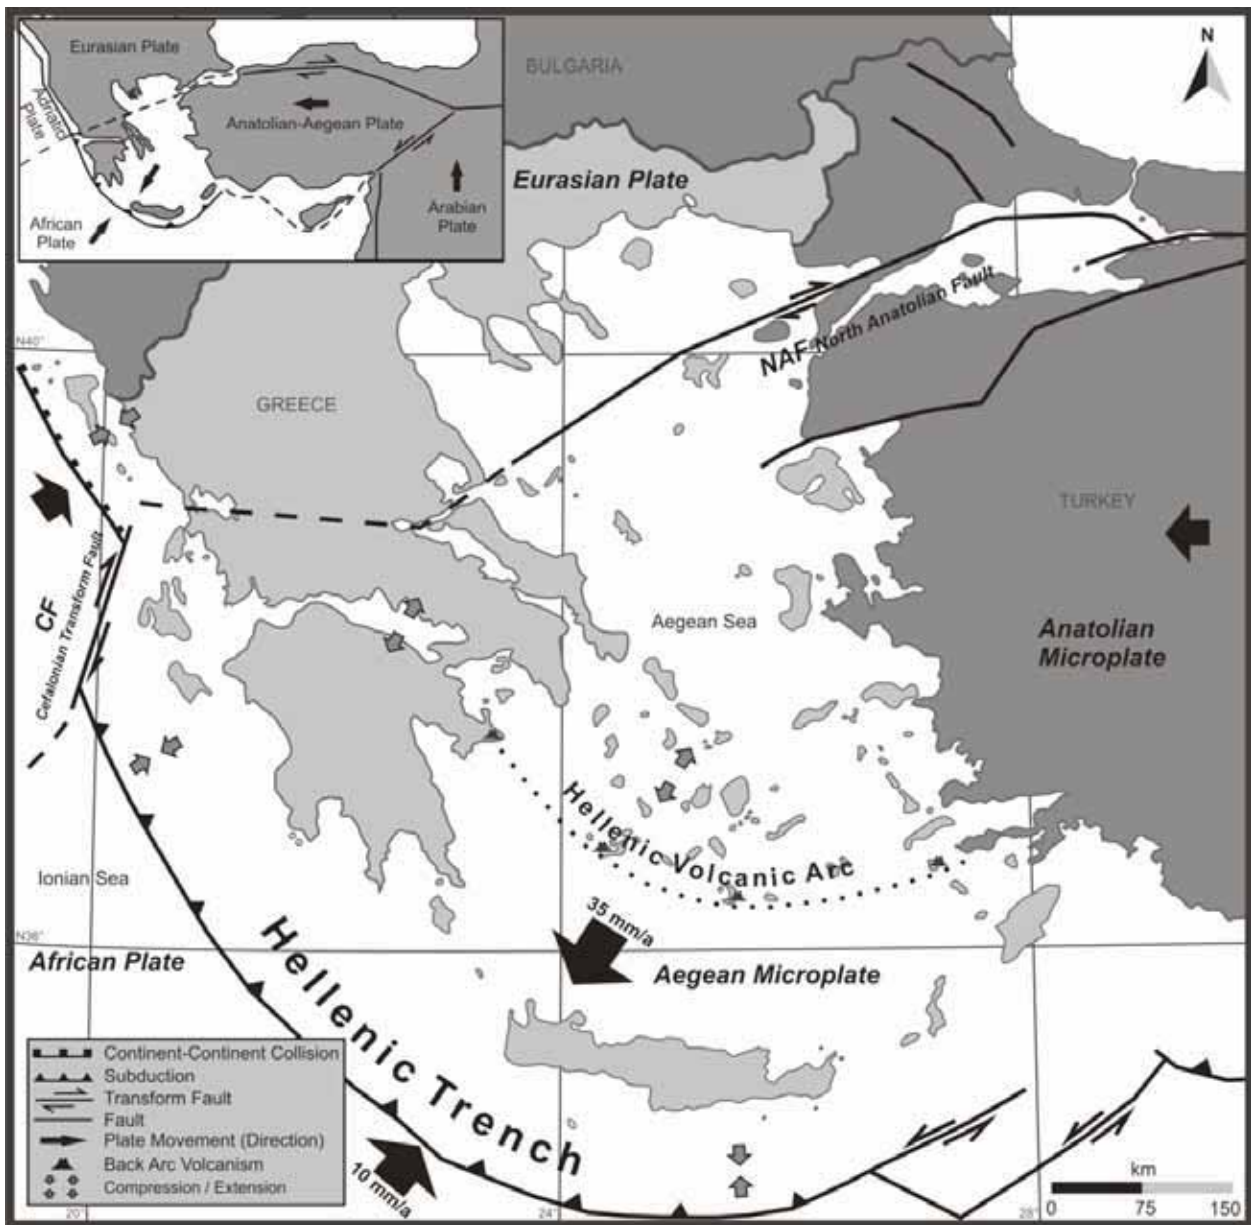 Eurasian Plate
Adriatic
Plate
Anatolian-Aegean Plate
African
Plate
Arabian
Plate
BULGARIA
N
Eurasian Plate
NAF North Anatolian Fault
N40°
GREECE
TURKEY
CF
Cefalonian Transform Fault
Aegean Sea
Anatolian
Microplate
Hellenic Volcanic Arc
Ionian Sea
35 mm/a
N36°
African Plate
Aegean Microplate
Hellenic Trench
10 mm/a
Continent-Continent Collision
Subduction
Transform Fault
Fault
Plate Movement (Direction)
Back Arc Volcanism
Compression / Extension
km
0 75 150
20°
24°
28°